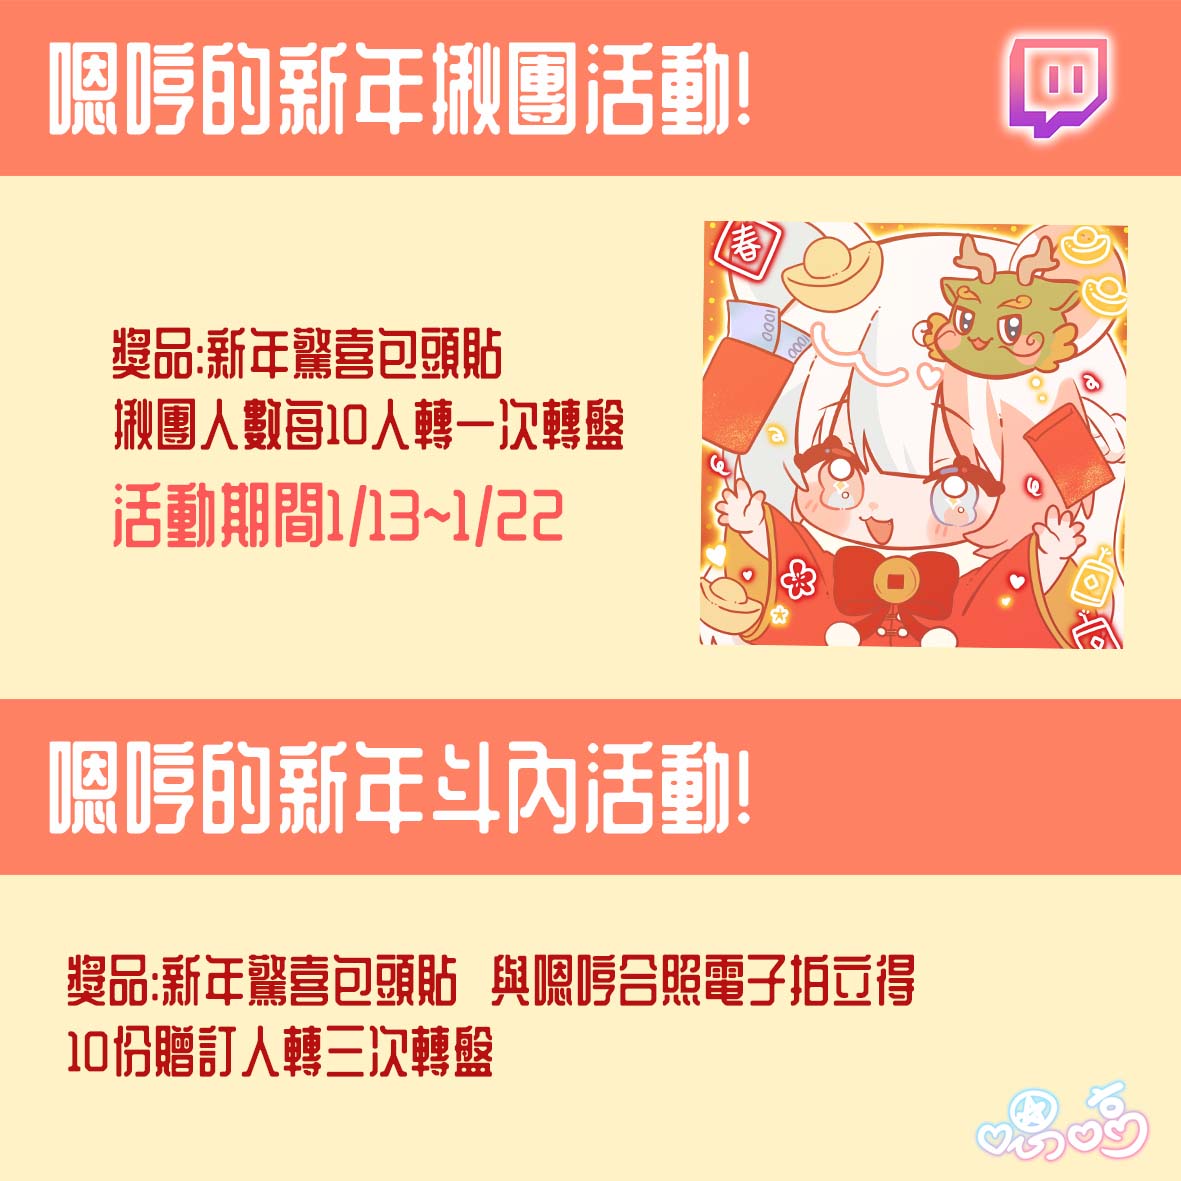 嗯哼的新年揪團活動!
春
1000
1000
獎品:新年驚喜包頭貼
揪團人數每10人轉一次轉盤
活動期間1/13~1/22
嗯哼的新年斗內活動!
獎品:新年驚喜包頭貼 與嗯哼合照電子拍立得
10份贈訂人轉三次轉盤
嗯哼